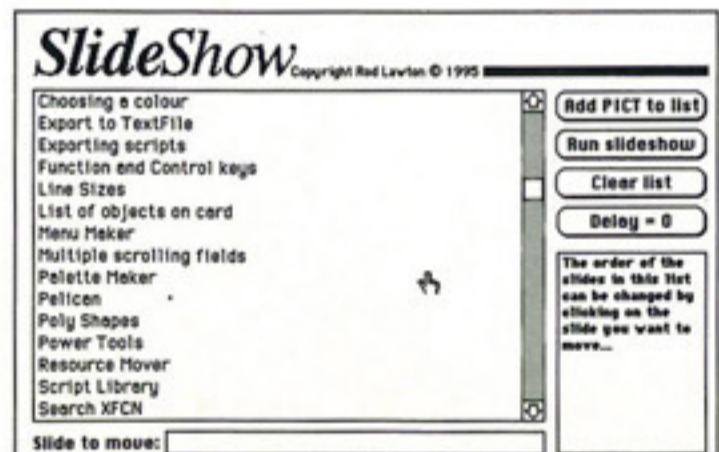 SlideShow Copyright Rod Lawton © 1995
Choosing a colour
Export to TextFile
Exporting scripts
Function and Control keys
Line Sizes
List of objects on card
Menu Maker
Multiple scrolling fields
Palette Maker
Pelican
Poly Shapes
Power Tools
Resource Mover
Script Library
Search XFCN
Slide to move:
Add PICT to list
Run slideshow
Clear list
Delay = 0
The order of the
slides in this list
can be changed by
clicking on the
slide you want to
move...